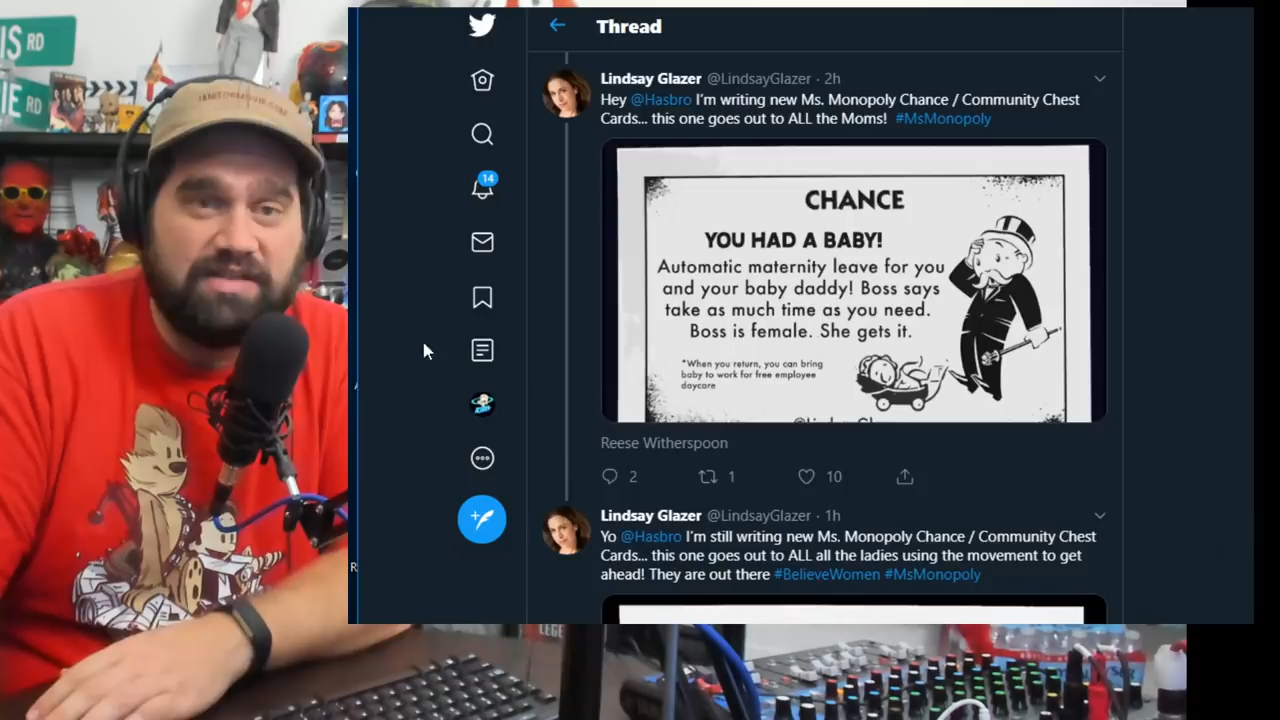 IS RD
IE RD
JANITORMOVIE.COM
Thread
Lindsay Glazer @LindsayGlazer · 2h
Hey @Hasbro I'm writing new Ms. Monopoly Chance / Community Chest
Cards... this one goes out to ALL the Moms! #MsMonopoly
CHANCE
YOU HAD A BABY!
Automatic maternity leave for you
and your baby daddy! Boss says
take as much time as you need.
Boss is female. She gets it.
*When you return, you can bring
baby to work for free employee
daycare
Reese Witherspoon
2 1 10
14
Lindsay Glazer @LindsayGlazer · 1h
Yo @Hasbro I'm still writing new Ms. Monopoly Chance / Community Chest
Cards... this one goes out to ALL all the ladies using the movement to get
ahead! They are out there #BelieveWomen #MsMonopoly
R
LEGE